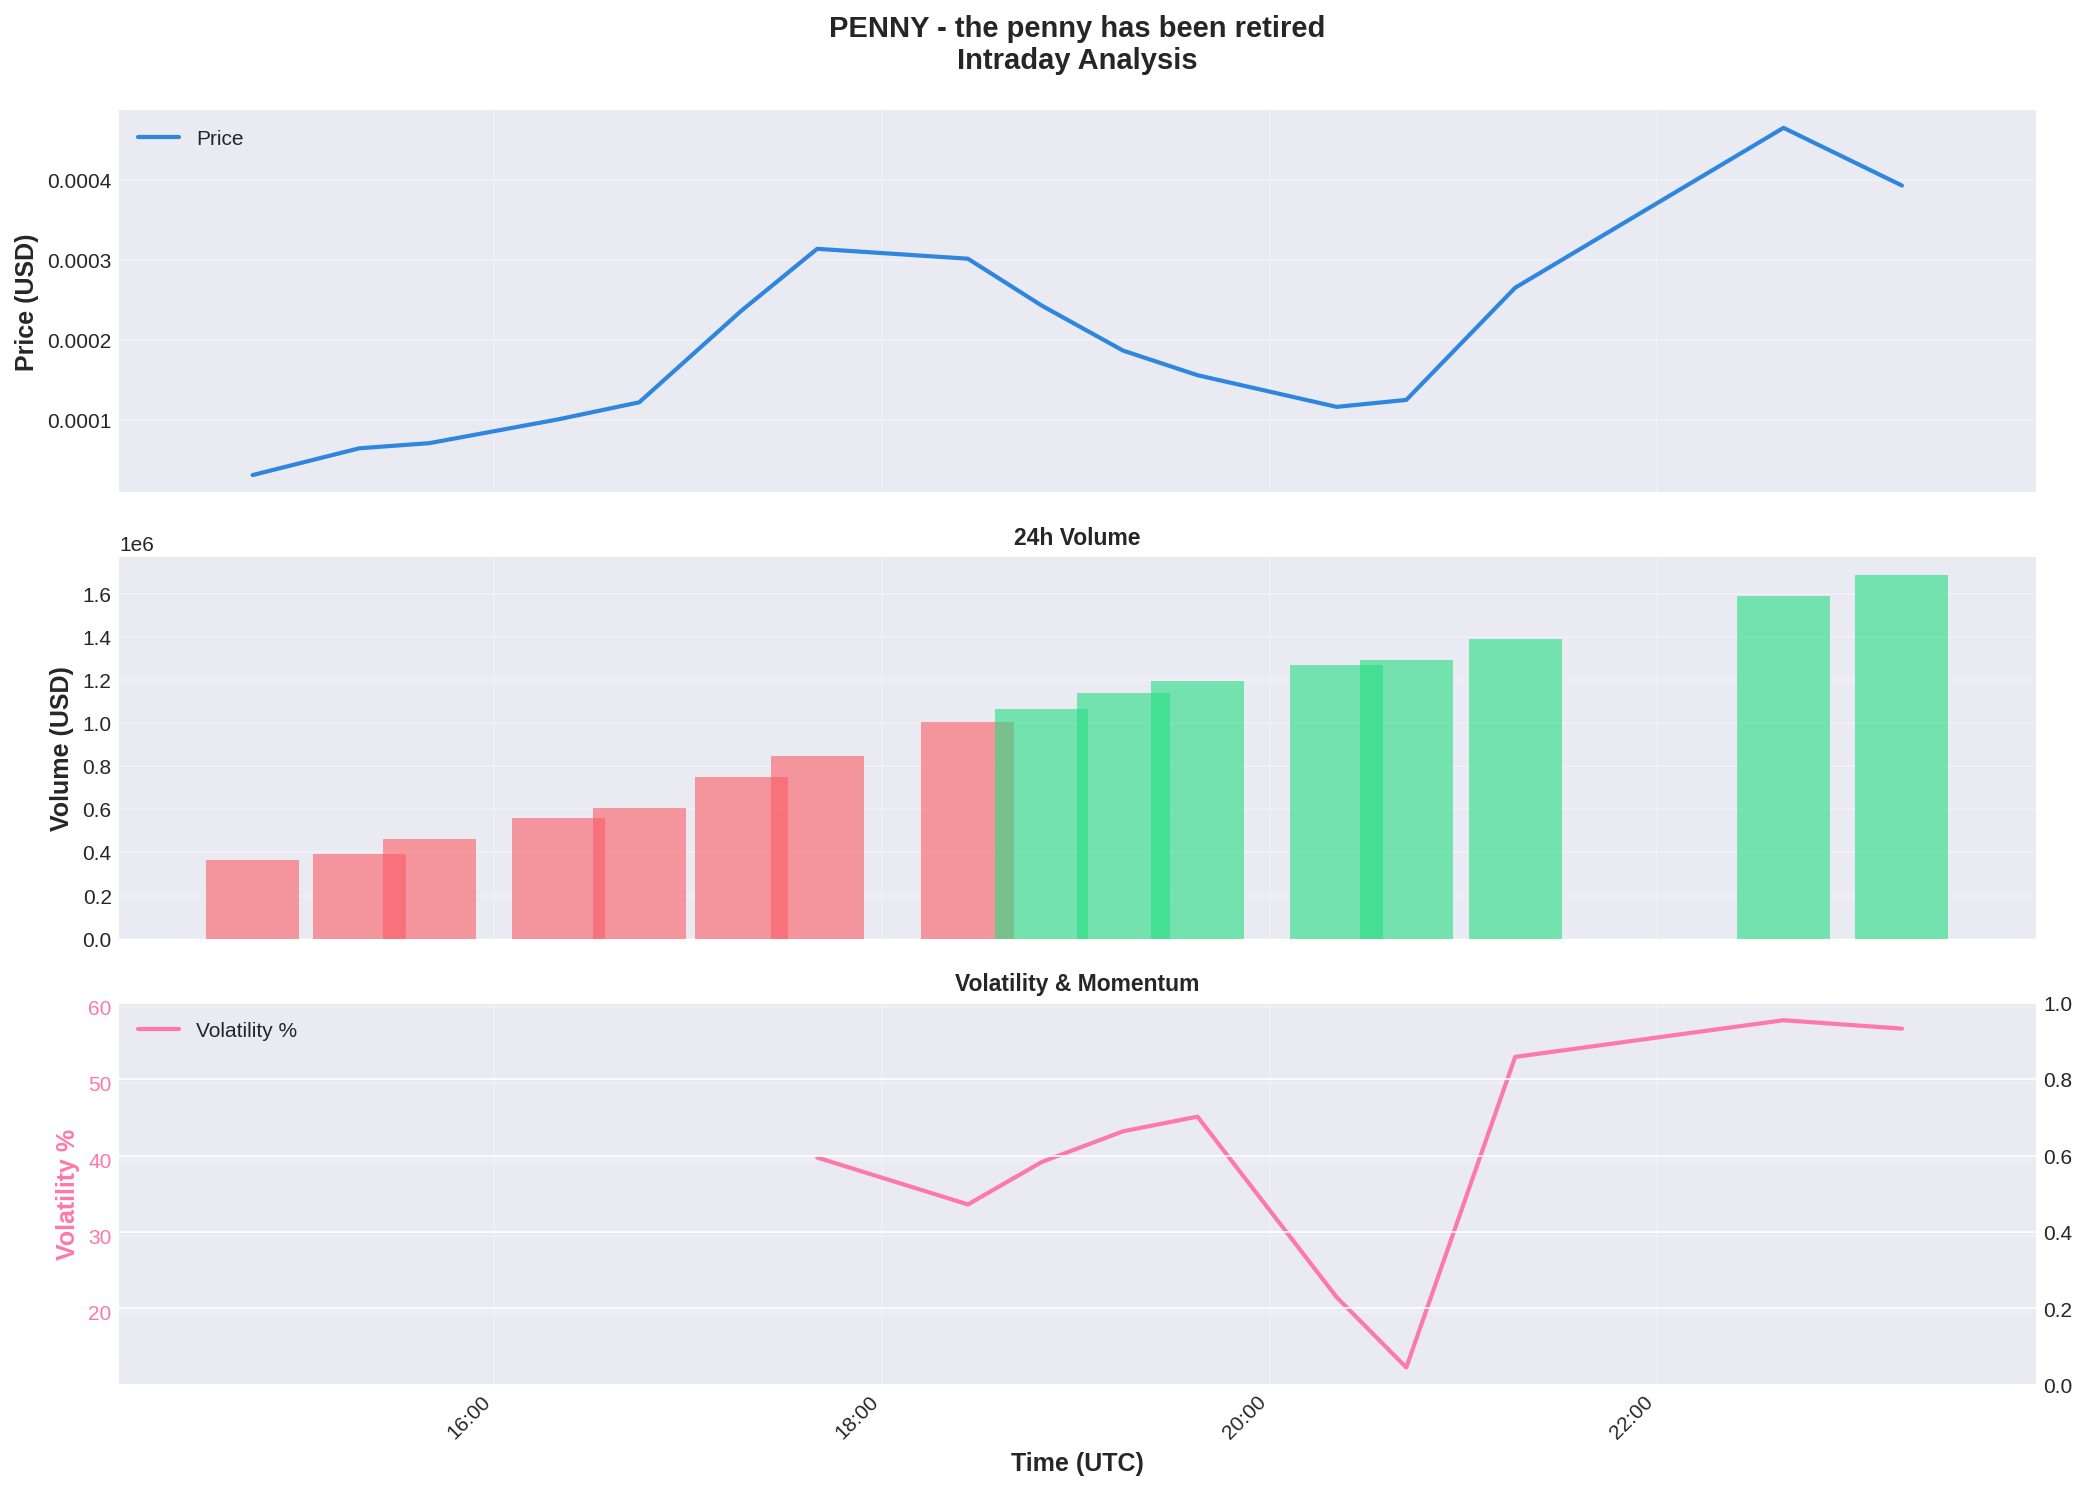 PENNY - the penny has been retired
Intraday Analysis
Price
Price (USD)
0.0004
0.0003
0.0002
0.0001
24h Volume
1e6
Volume (USD)
1.6
1.4
1.2
1.0
0.8
0.6
0.4
0.2
0.0
Volatility & Momentum
Volatility %
Volatility %
60
50
40
30
20
1.0
0.8
0.6
0.4
0.2
0.0
16:00
18:00
20:00
22:00
Time (UTC)